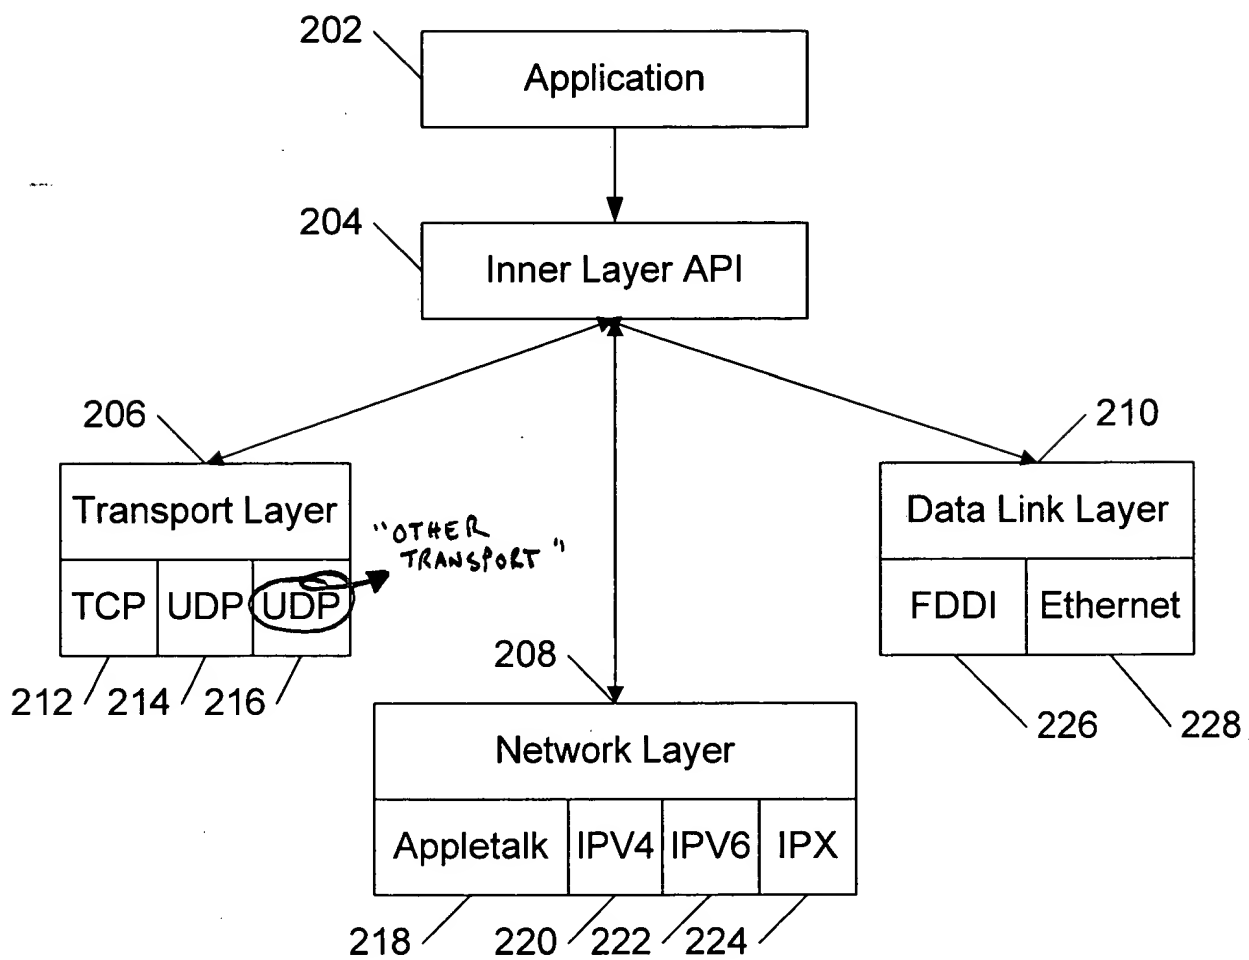 202
Application
204
Inner Layer API
206
210
Transport Layer
Data Link Layer
"OTHER
TRANSPORT"
TCP UDP UDP
FDDI Ethernet
208
212 214 216
226 228
Network Layer
Appletalk IPV4 IPV6 IPX
218 220 222 224